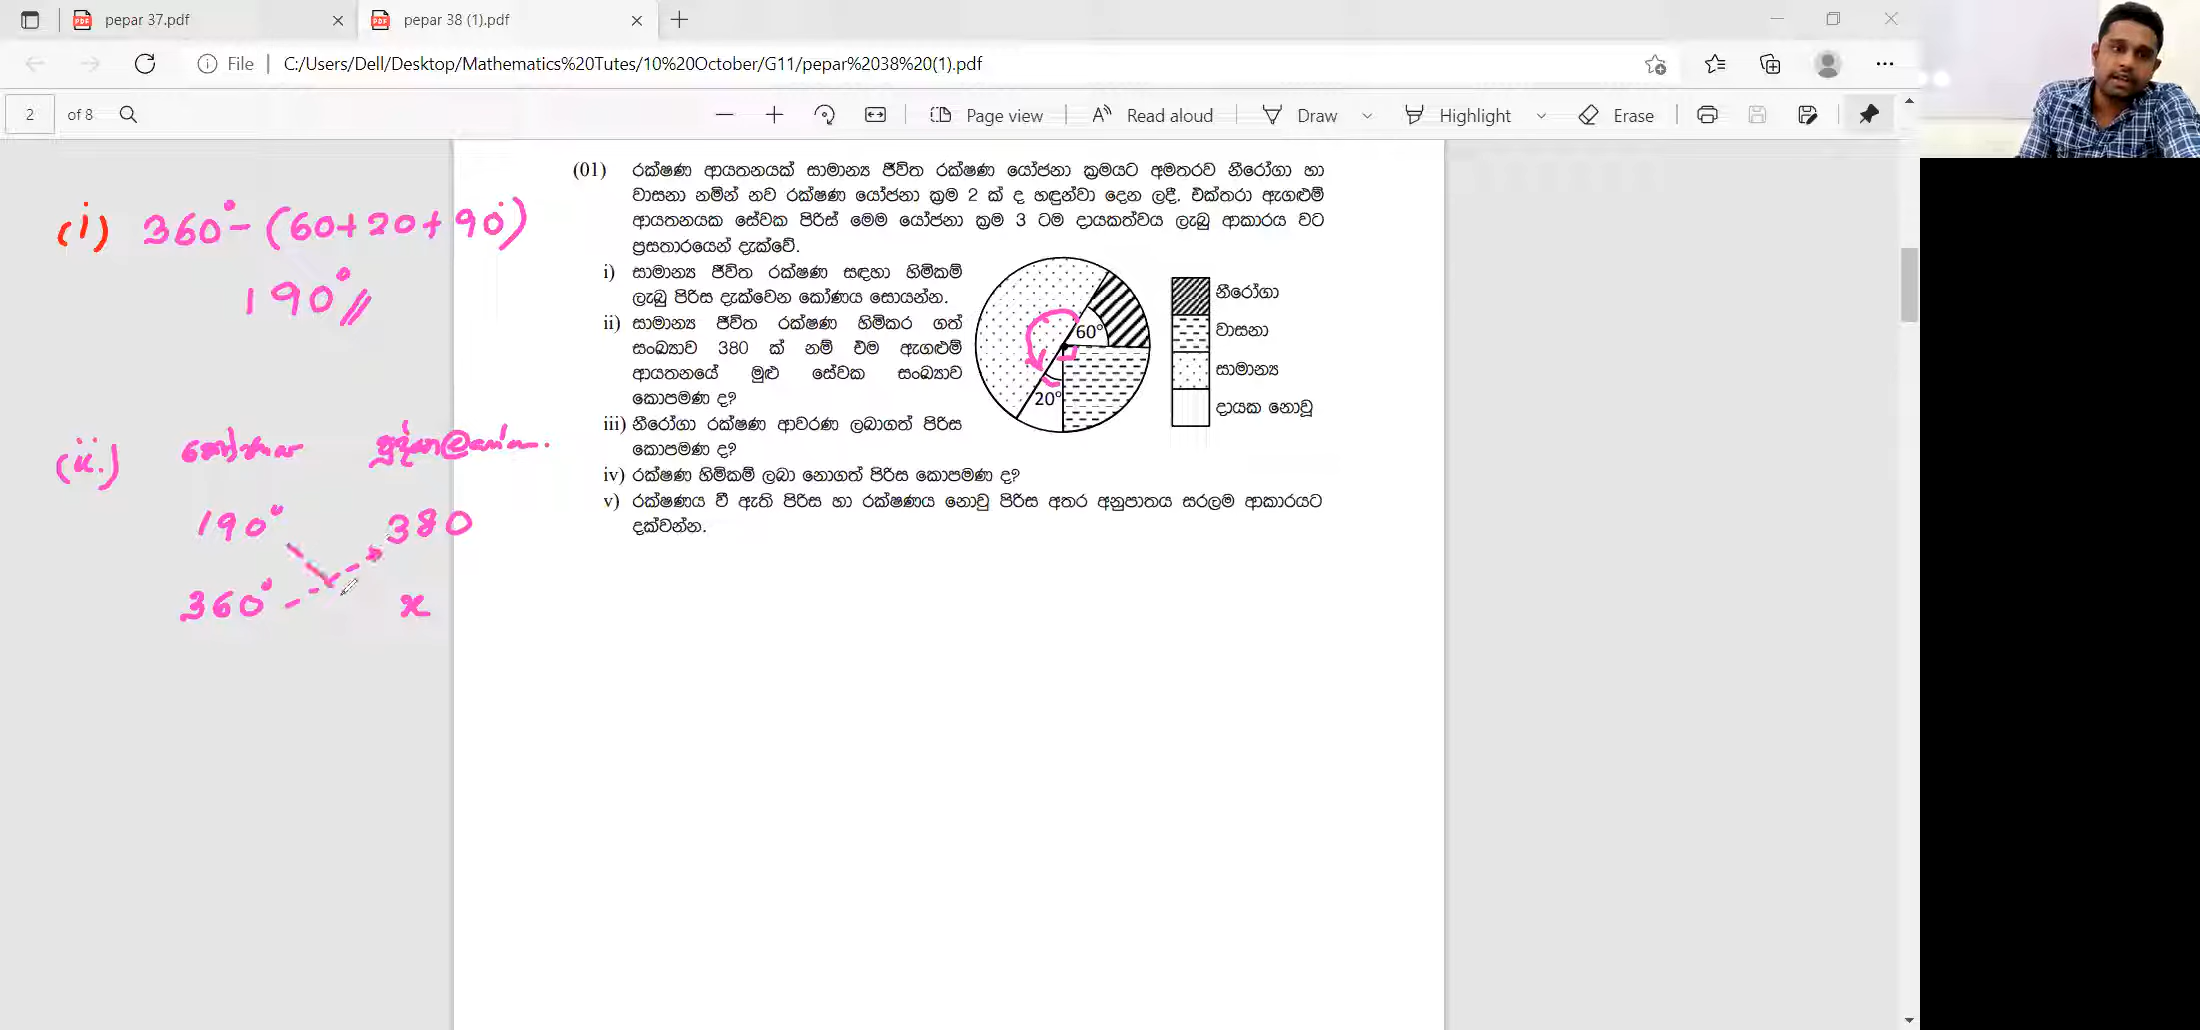 pepar 37.pdf
pepar 38 (1).pdf
File
C:/Users/Dell/Desktop/Mathematics%20Tutes/10%20October/G11/pepar%2038%20(1).pdf
2 of 8
Page view
Read aloud
Draw
Highlight
Erase
(01) රක්ෂණ ආයතනයක් සාමාන්‍ය ජීවිත රක්ෂණ යෝජනා ක්‍රමයට අමතරව නීරෝගා හා
වාසනා නමින් නව රක්ෂණ යෝජනා ක්‍රම 2 ක් ද හඳුන්වා දෙන ලදී. එක්තරා ඇගළුම්
ආයතනයක සේවක පිරිස් මෙම යෝජනා ක්‍රම 3 ටම දායකත්වය ලැබු ආකාරය වට
ප්‍රසතාරයෙන් දැක්වේ.
i) සාමාන්‍ය ජීවිත රක්ෂණ සඳහා හිමිකම්
ලැබු පිරිස දැක්වෙන කෝණය සොයන්න.
ii) සාමාන්‍ය ජීවිත රක්ෂණ හිමිකර ගත්
සංඛ්‍යාව 380 ක් නම් එම ඇගළුම්
ආයතනයේ මුළු සේවක සංඛ්‍යාව
කොපමණ ද?
iii) නීරෝගා රක්ෂණ ආවරණ ලබාගත් පිරිස
කොපමණ ද?
iv) රක්ෂණ හිමිකම් ලබා නොගත් පිරිස කොපමණ ද?
v) රක්ෂණය වී ඇති පිරිස හා රක්ෂණය නොවු පිරිස අතර අනුපාතය සරලම ආකාරයට
දක්වන්න.
60°
20°
නීරෝගා
වාසනා
සාමාන්‍ය
දායක නොවූ
(i) 360° - (60+20+90)
190°//
(ii.)
190° 380
360° x